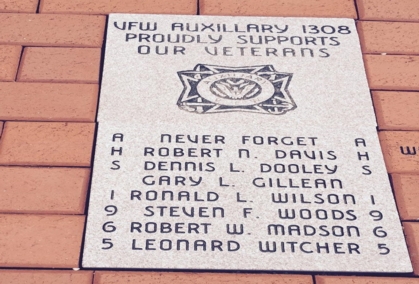 VFW AUXILLARY 1308
PROUDLY SUPPORTS
OUR VETERANS
A NEVER FORGET A
H ROBERT N. DAVIS H
S DENNIS L. DOOLEY S
GARY L. GILLEAN
1 RONALD L. WILSON 1
9 STEVEN F. WOODS 9
6 ROBERT W. MADSON 6
5 LEONARD WITCHER 5